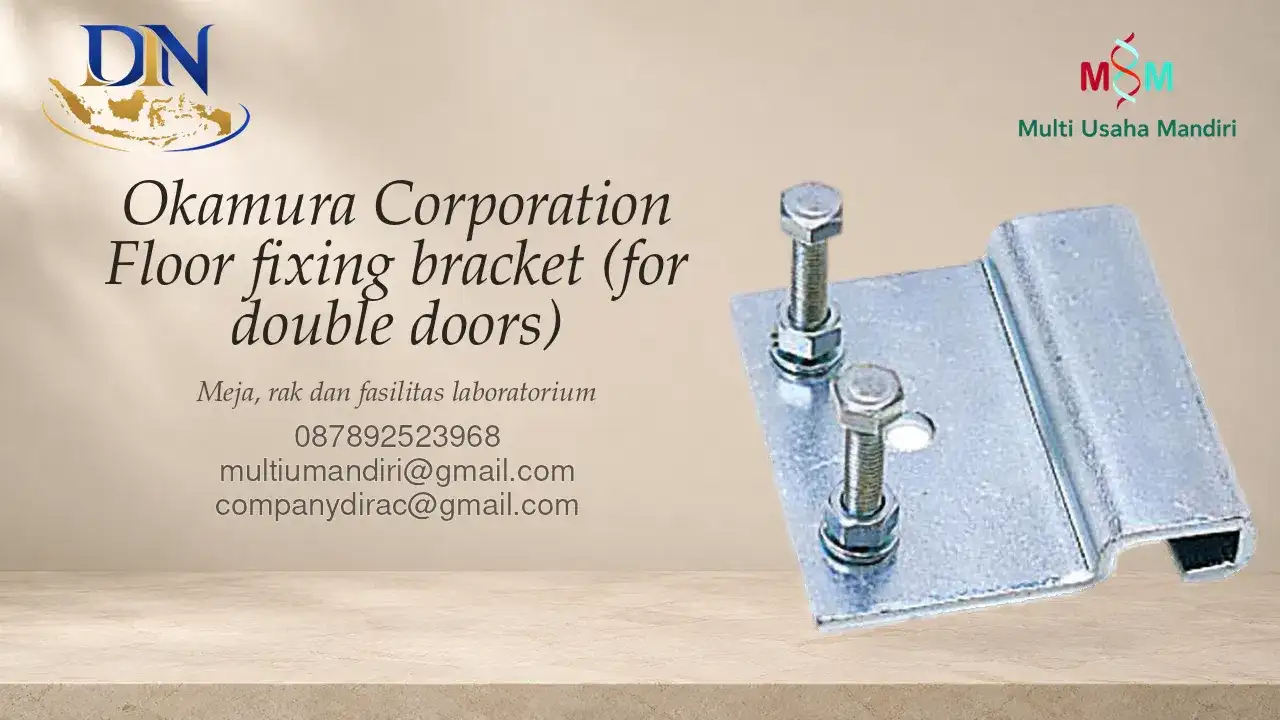 DN
M M
Multi Usaha Mandiri
Okamura Corporation
Floor fixing bracket (for
double doors)
Meja, rak dan fasilitas laboratorium
087892523968
multiumandiri@gmail.com
companydirac@gmail.com